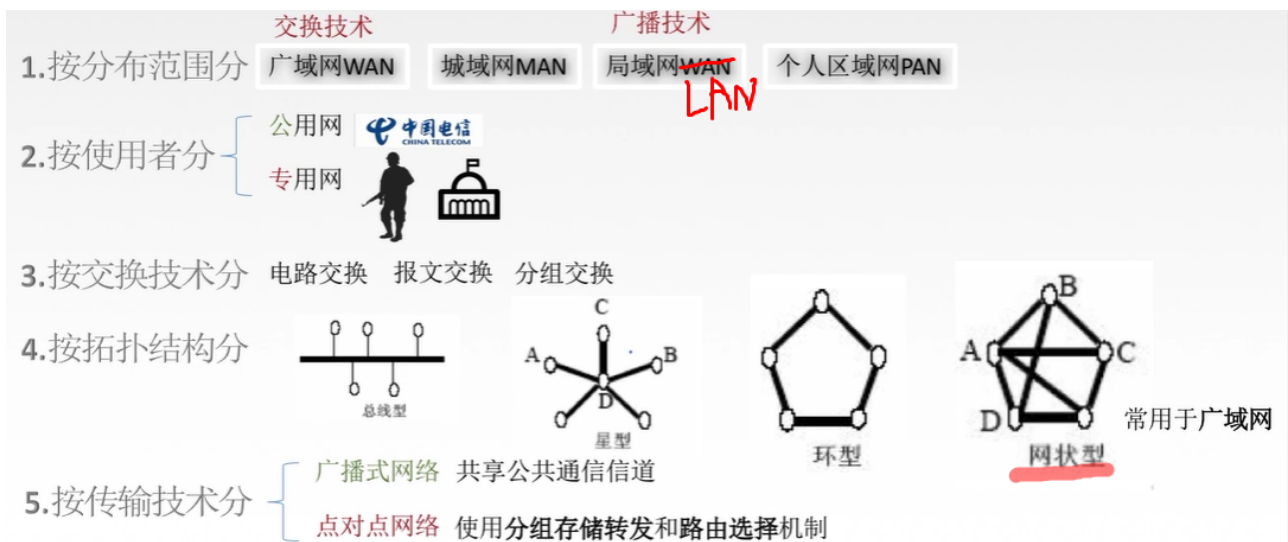 交换技术
广播技术
1.按分布范围分 广域网WAN 城域网MAN 局域网WAN 个人区域网PAN
LAN
公用网 中国电信
CHINA TELECOM
2.按使用者分
专用网
3.按交换技术分 电路交换 报文交换 分组交换
4.按拓扑结构分
总线型
C
A
B
D
星型
环型
B
A
C
D
网状型
常用于广域网
广播式网络 共享公共通信信道
5.按传输技术分
点对点网络 使用分组存储转发和路由选择机制